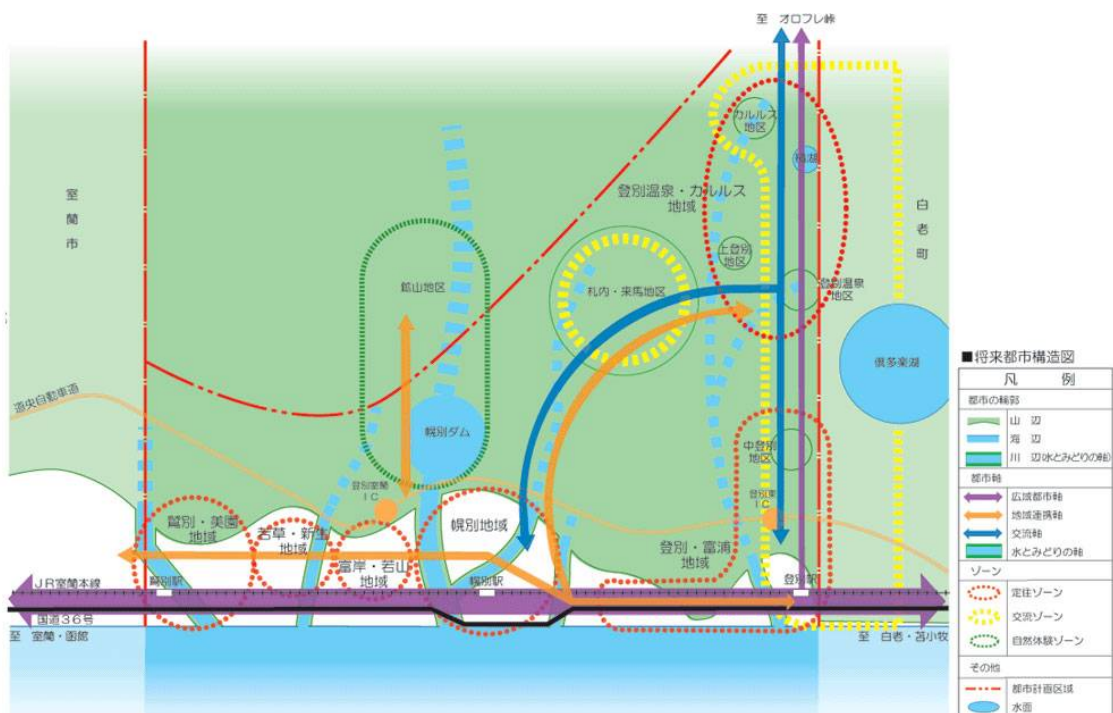 至 オロフレ峠
カルルス
地区
橘湖
登別温泉・カルルス
地域
室蘭市
白老町
上登別
地区
鉱山地区
札内・来馬地区
登別温泉
地区
倶多楽湖
道央自動車道
幌別ダム
中登別
地区
登別室蘭
IC
登別東
IC
鷲別・美園
地域
若草・新生
地域
富岸・若山
地域
幌別地域
登別・富浦
地域
JR室蘭本線
鷲別駅
幌別駅
登別駅
国道36号
至 室蘭・函館
至 白老・苫小牧
■将来都市構造図
凡 例
都市の輪郭
山 辺
海 辺
川 辺(水とみどりの軸)
都市軸
広域都市軸
地域連携軸
交流軸
水とみどりの軸
ゾーン
定住ゾーン
交流ゾーン
自然体験ゾーン
その他
都市計画区域
水面